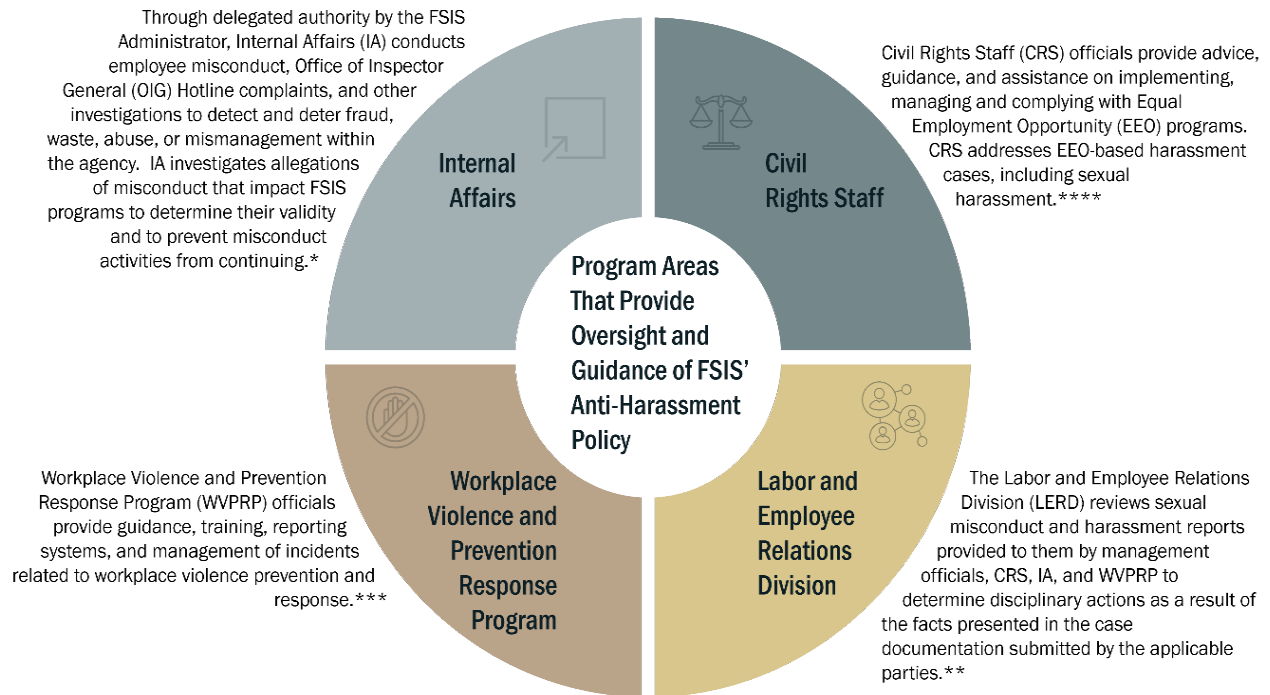 Through delegated authority by the FSIS
Administrator, Internal Affairs (IA) conducts
employee misconduct, Office of Inspector
General (OIG) Hotline complaints, and other
investigations to detect and deter fraud,
waste, abuse, or mismanagement within
the agency. IA investigates allegations
of misconduct that impact FSIS
programs to determine their validity
and to prevent misconduct
activities from continuing.*
Internal
Affairs
Civil
Rights Staff
Civil Rights Staff (CRS) officials provide advice,
guidance, and assistance on implementing,
managing and complying with Equal
Employment Opportunity (EEO) programs.
CRS addresses EEO-based harassment
cases, including sexual
harassment.****
Program Areas
That Provide
Oversight and
Guidance of FSIS’
Anti-Harassment
Policy
Workplace Violence and Prevention
Response Program (WVPRP) officials
provide guidance, training, reporting
systems, and management of incidents
related to workplace violence prevention and
response.***
Workplace
Violence and
Prevention
Response
Program
Labor and
Employee
Relations
Division
The Labor and Employee Relations
Division (LERD) reviews sexual
misconduct and harassment reports
provided to them by management
officials, CRS, IA, and WVPRP to
determine disciplinary actions as a result of
the facts presented in the case
documentation submitted by the applicable
parties.**